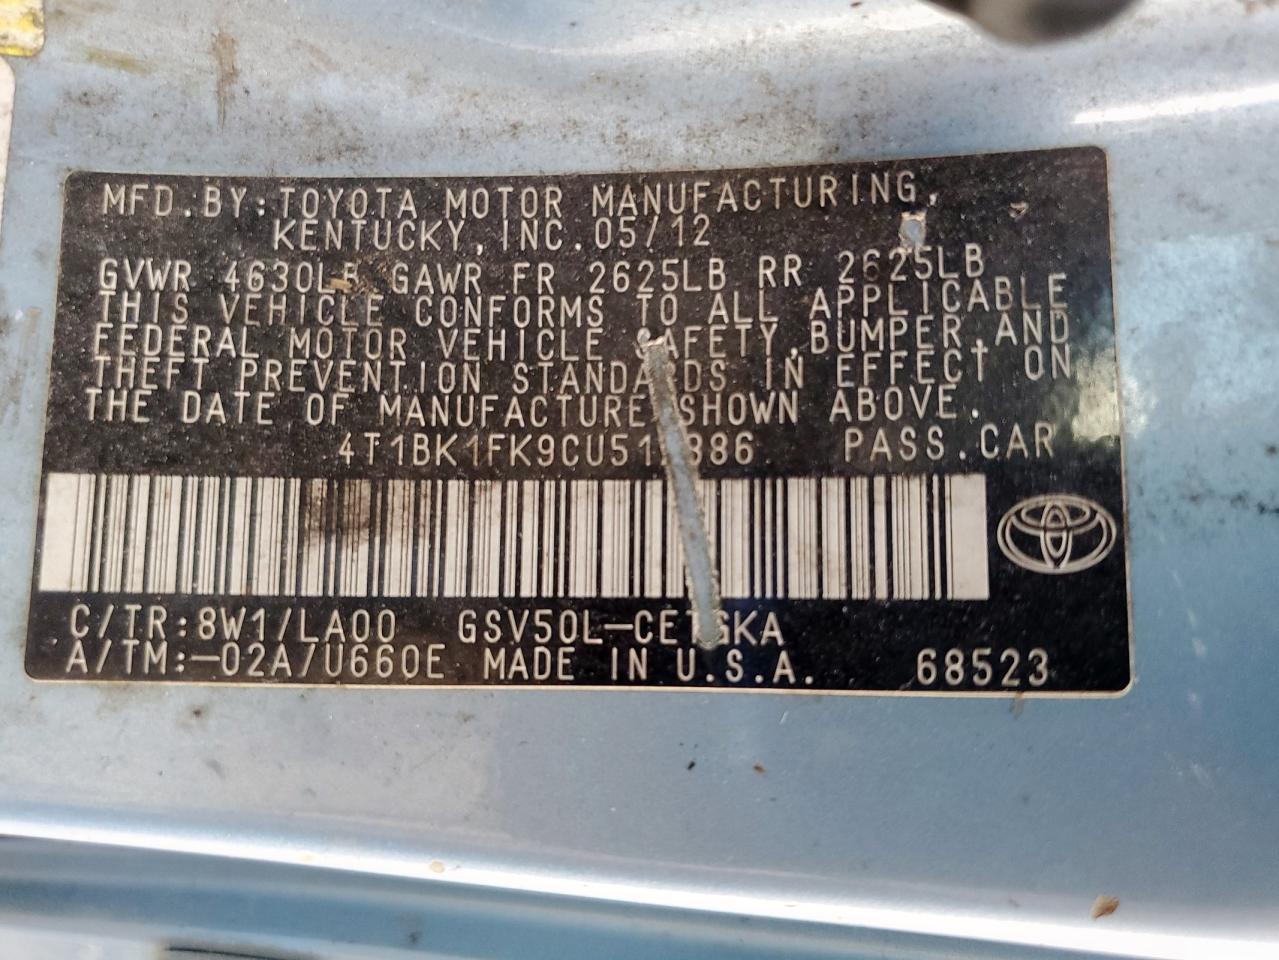 MFD.BY:TOYOTA MOTOR MANUFACTURING,
KENTUCKY, INC. 05/12
GVWR 4630LB GAWR FR 2625LB RR 2625LB
THIS VEHICLE CONFORMS TO ALL APPLICABLE
FEDERAL MOTOR VEHICLE SAFETY,BUMPER,AND
THEFT PREVENTION STANDARDS IN EFFECT ON
THE DATE OF MANUFACTURE SHOWN ABOVE.
PASS.CAR
C/TR:8W1/LA00
A/TM:-02A/U660E MADE IN U.S.A. 68523